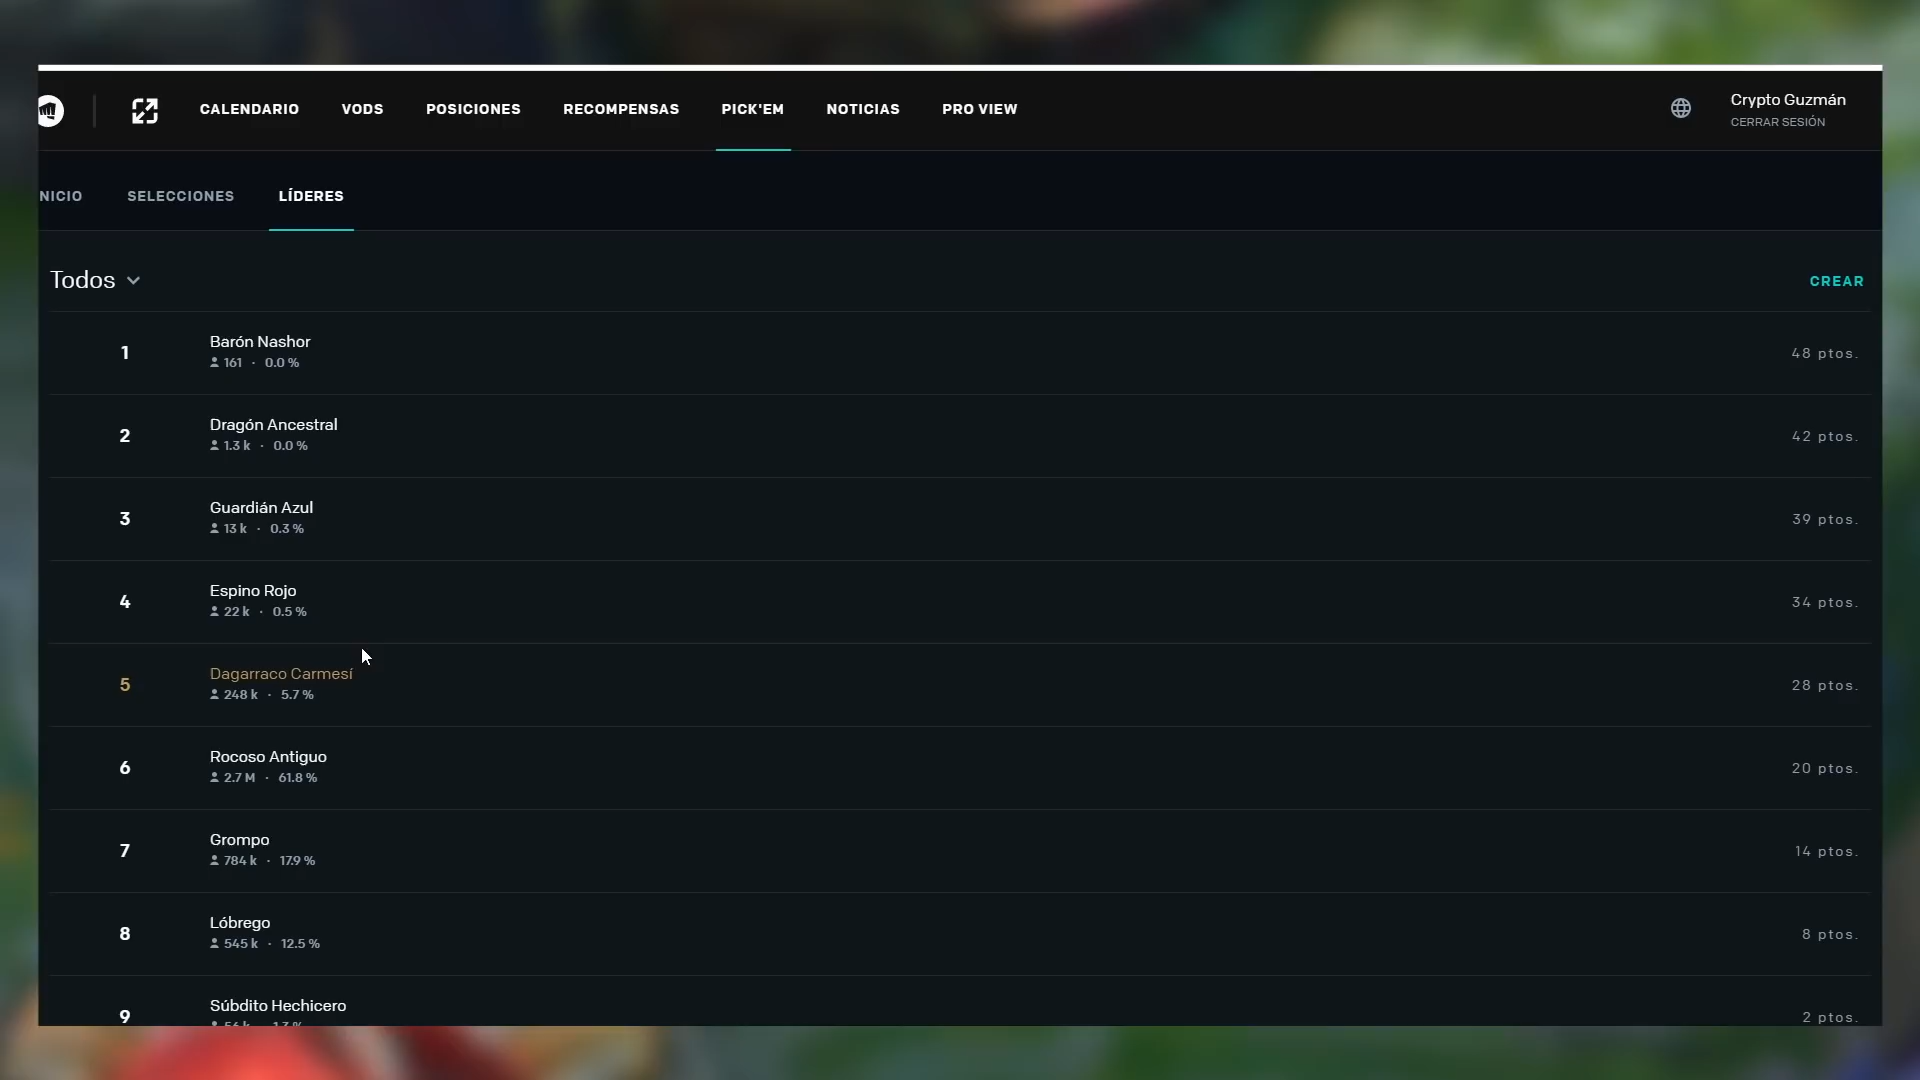 CALENDARIO VODS POSICIONES RECOMPENSAS PICK'EM NOTICIAS PRO VIEW Crypto Guzmán
CERRAR SESIÓN
NICIO SELECCIONES LÍDERES
Todos CREAR
1 Barón Nashor 48 ptos.
161 · 0.0 %
2 Dragón Ancestral 42 ptos.
1.3 k · 0.0 %
3 Guardián Azul 39 ptos.
13 k · 0.3 %
4 Espino Rojo 34 ptos.
22 k · 0.5 %
5 Dagarraco Carmesí 28 ptos.
248 k · 5.7 %
6 Rocoso Antiguo 20 ptos.
2.7 M · 61.8 %
7 Grompo 14 ptos.
784 k · 17.9 %
8 Lóbrego 8 ptos.
545 k · 12.5 %
9 Súbdito Hechicero 2 ptos.